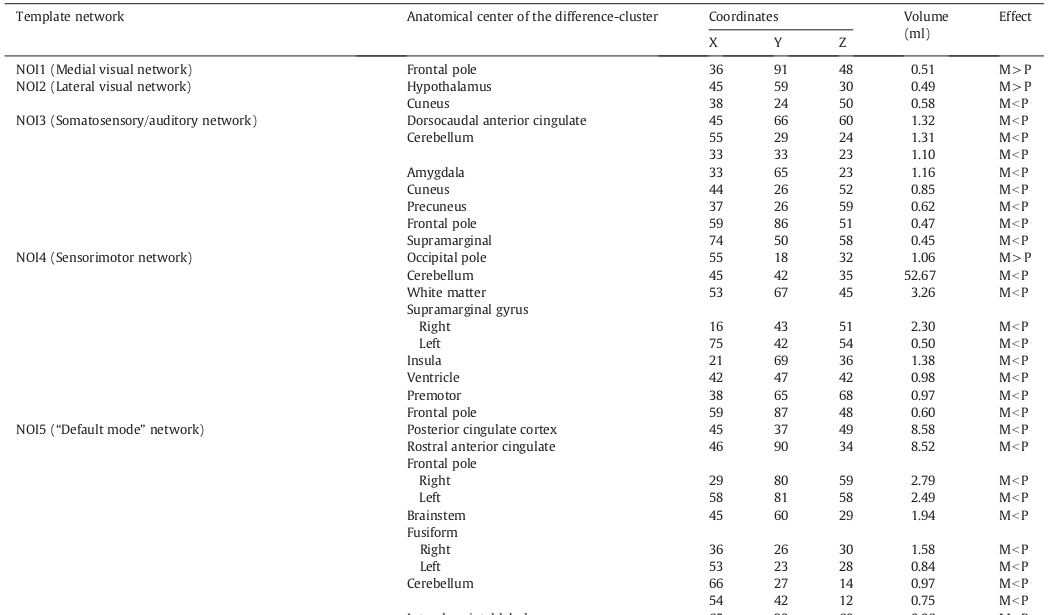 Template network Anatomical center of the difference-cluster Coordinates Volume (ml) Effect
X Y Z
NOI1 (Medial visual network) Frontal pole 36 91 48 0.51 M>P
NOI2 (Lateral visual network) Hypothalamus 45 59 30 0.49 M>P
Cuneus 38 24 50 0.58 M<P
NOI3 (Somatosensory/auditory network) Dorsocaudal anterior cingulate 45 66 60 1.32 M<P
Cerebellum 55 29 24 1.31 M<P
33 33 23 1.10 M<P
Amygdala 33 65 23 1.16 M<P
Cuneus 44 26 52 0.85 M<P
Precuneus 37 26 59 0.62 M<P
Frontal pole 59 86 51 0.47 M<P
Supramarginal 74 50 58 0.45 M<P
NOI4 (Sensorimotor network) Occipital pole 55 18 32 1.06 M>P
Cerebellum 45 42 35 52.67 M<P
White matter 53 67 45 3.26 M<P
Supramarginal gyrus
Right 16 43 51 2.30 M<P
Left 75 42 54 0.50 M<P
Insula 21 69 36 1.38 M<P
Ventricle 42 47 42 0.98 M<P
Premotor 38 65 68 0.97 M<P
Frontal pole 59 87 48 0.60 M<P
NOI5 (“Default mode” network) Posterior cingulate cortex 45 37 49 8.58 M<P
Rostral anterior cingulate 46 90 34 8.52 M<P
Frontal pole
Right 29 80 59 2.79 M<P
Left 58 81 58 2.49 M<P
Brainstem 45 60 29 1.94 M<P
Fusiform
Right 36 26 30 1.58 M<P
Left 53 23 28 0.84 M<P
Cerebellum 66 27 14 0.97 M<P
54 42 12 0.75 M<P